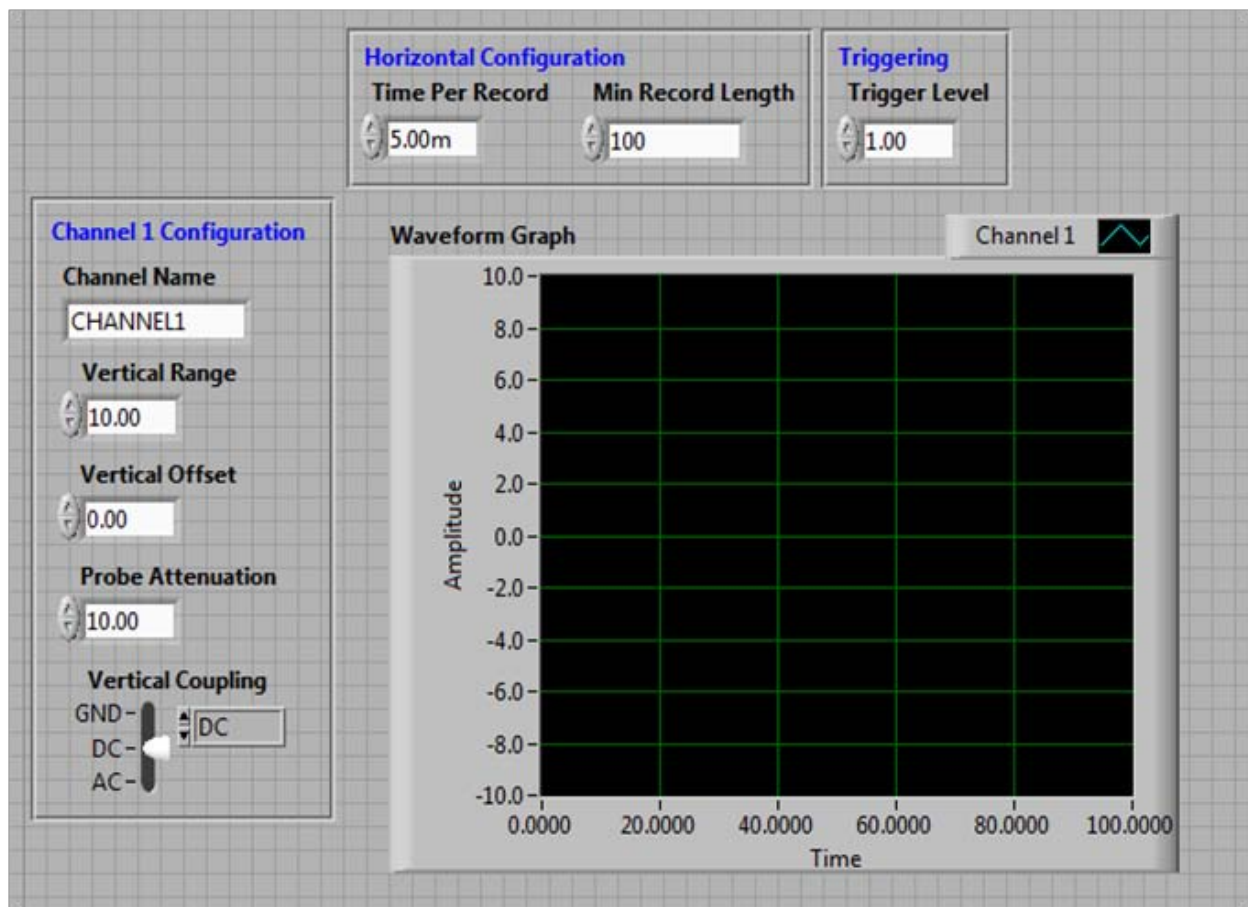 Horizontal Configuration
Time Per Record Min Record Length
5.00m 100
Triggering
Trigger Level
1.00
Channel 1 Configuration
Channel Name
CHANNEL1
Vertical Range
10.00
Vertical Offset
0.00
Probe Attenuation
10.00
Vertical Coupling
GND
DC
AC
DC
Waveform Graph
Channel 1
10.0
8.0
6.0
4.0
2.0
0.0
-2.0
-4.0
-6.0
-8.0
-10.0
Amplitude
0.0000 20.0000 40.0000 60.0000 80.0000 100.0000
Time